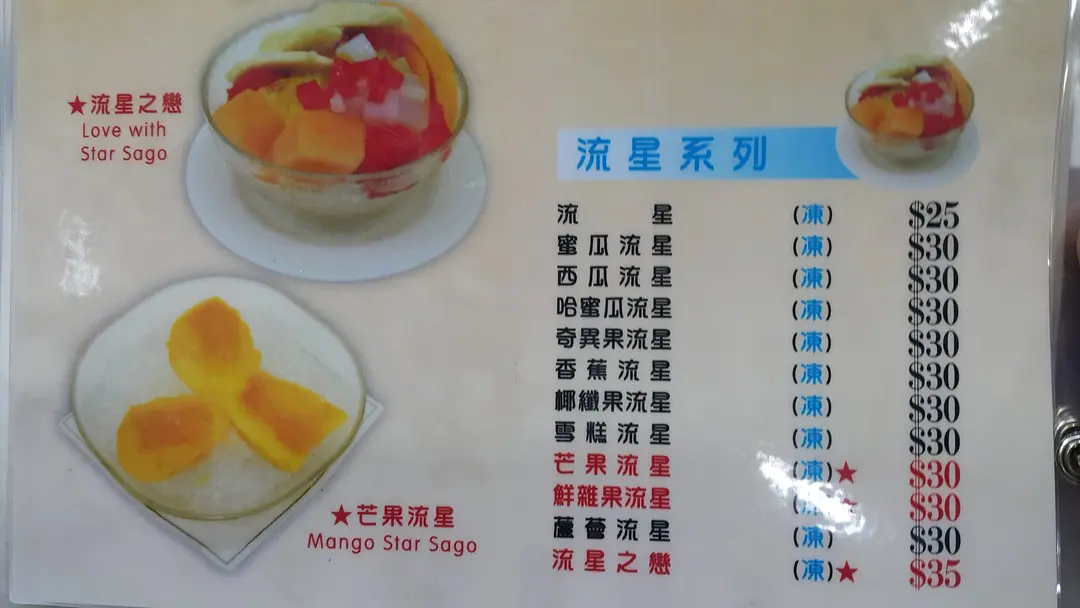 ★流星之戀
Love with
Star Sago
★芒果流星
Mango Star Sago
流星系列
流星 (凍) $25
蜜瓜流星 (凍) $30
西瓜流星 (凍) $30
哈蜜瓜流星 (凍) $30
奇異果流星 (凍) $30
香蕉流星 (凍) $30
椰纖果流星 (凍) $30
雪糕流星 (凍) $30
芒果流星 (凍)★ $30
鮮雜果流星 (凍)★ $30
蘆薈流星 (凍) $30
流星之戀 (凍)★ $35